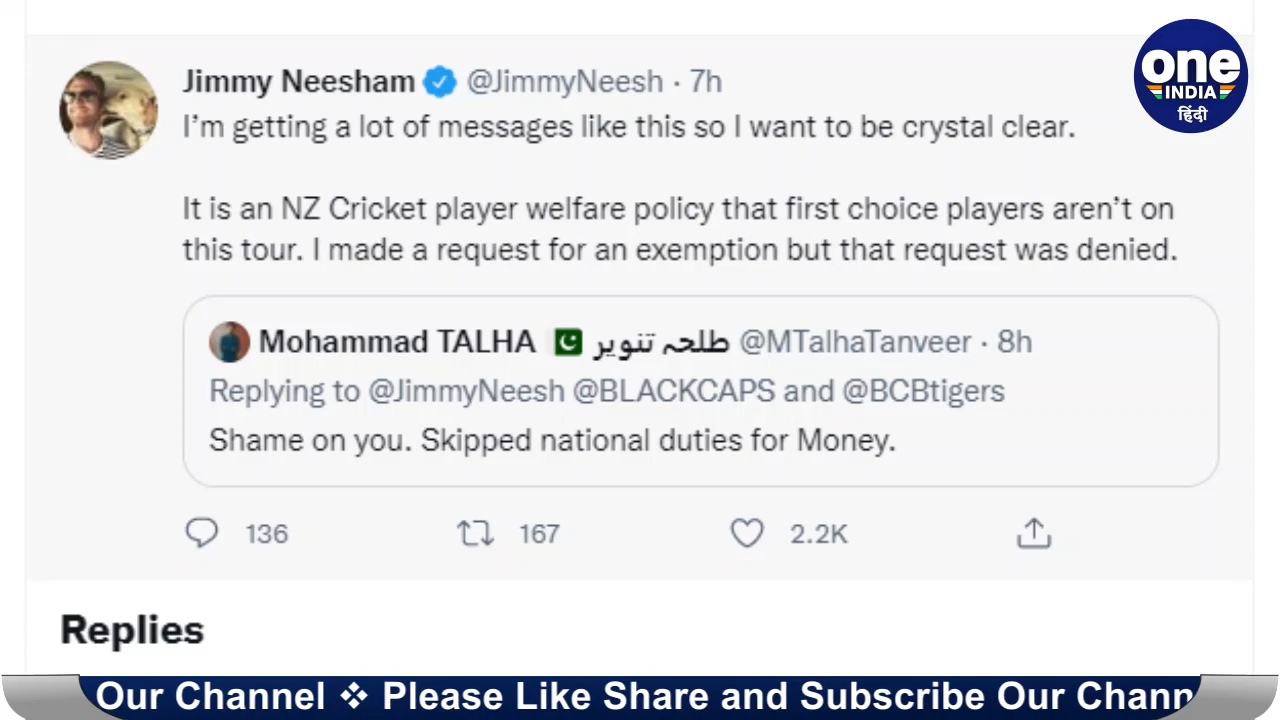 one
INDIA
हिंदी
Jimmy Neesham @JimmyNeesh · 7h
I'm getting a lot of messages like this so I want to be crystal clear.
It is an NZ Cricket player welfare policy that first choice players aren't on
this tour. I made a request for an exemption but that request was denied.
Mohammad TALHA 🇵🇰 طلحہ تنویر @MTalhaTanveer · 8h
Replying to @JimmyNeesh @BLACKCAPS and @BCBtigers
Shame on you. Skipped national duties for Money.
136 167 2.2K
Replies
Our Channel ❖ Please Like Share and Subscribe Our Chann